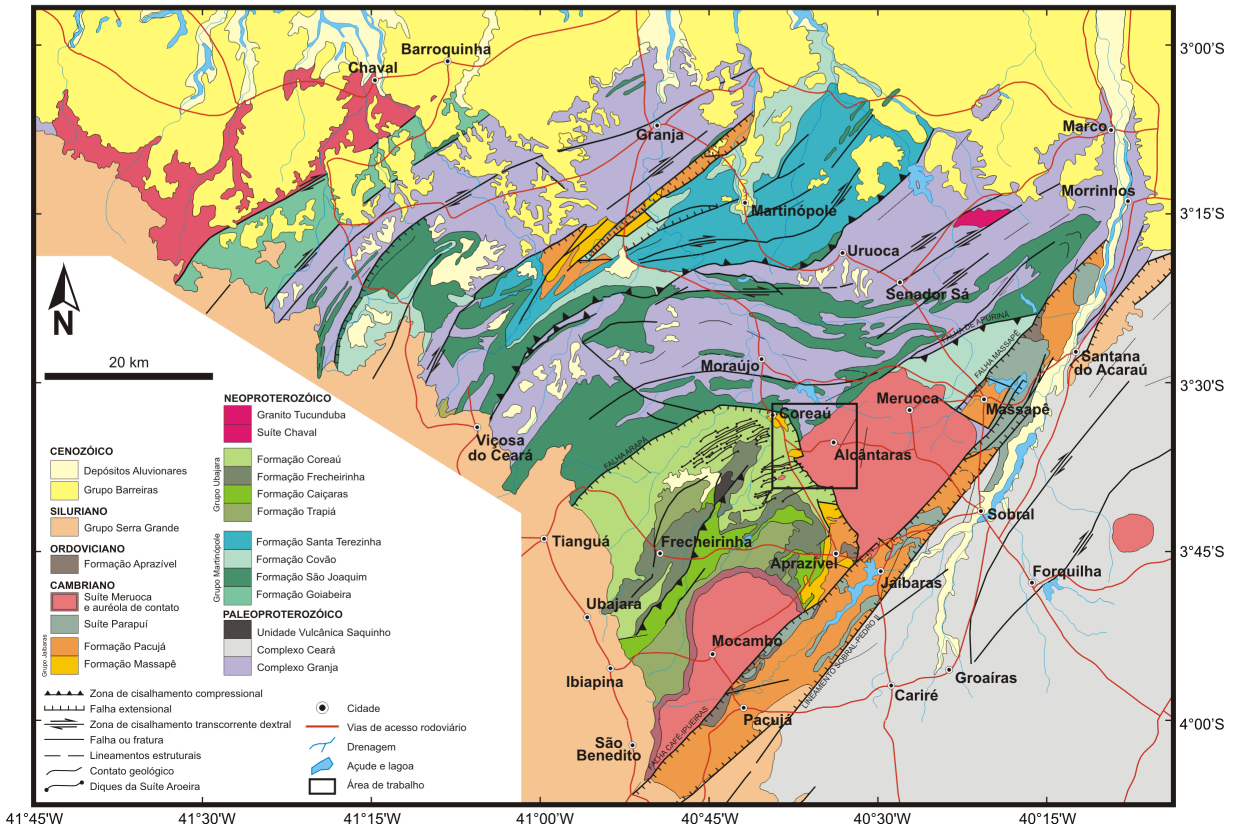 Barroquinha
Chaval
Granja
Marco
Morrinhos
Martinópole
Uruoca
Senador Sá
FALHA DE APURINÁ
FALHA MASSAPÊ
Santana
do Acaraú
Moraújo
Meruoca
Massapê
Coreaú
Alcântaras
FALHA ARAPÁ
Viçosa
do Ceará
Sobral
Tianguá
Frecheirinha
Aprazível
Jaibaras
Forquilha
Ubajara
Mocambo
Ibiapina
Groaíras
Cariré
Pacujá
São
Benedito
FALHA CAFÉ-IPUEIRAS
LINEAMENTO SOBRAL-PEDRO II
3°00'S
3°15'S
3°30'S
3°45'S
4°00'S
41°45W
41°30'W
41°15'W
41°00'W
40°45'W
40°30'W
40°15'W
N
20 km
CENOZÓICO
Depósitos Aluvionares
Grupo Barreiras
SILURIANO
Grupo Serra Grande
ORDOVICIANO
Formação Aprazível
CAMBRIANO
Suíte Meruoca
e auréola de contato
Suíte Parapuí
Grupo Jaibaras
Formação Pacujá
Formação Massapê
NEOPROTEROZÓICO
Granito Tucunduba
Suíte Chaval
Grupo Ubajara
Formação Coreaú
Formação Frecheirinha
Formação Caiçaras
Formação Trapiá
Grupo Martinópole
Formação Santa Terezinha
Formação Covão
Formação São Joaquim
Formação Goiabeira
PALEOPROTEROZÓICO
Unidade Vulcânica Saquinho
Complexo Ceará
Complexo Granja
Zona de cisalhamento compressional
Falha extensional
Zona de cisalhamento transcorrente dextral
Falha ou fratura
Lineamentos estruturais
Contato geológico
Diques da Suíte Aroeira
Cidade
Vias de acesso rodoviário
Drenagem
Açude e lagoa
Área de trabalho